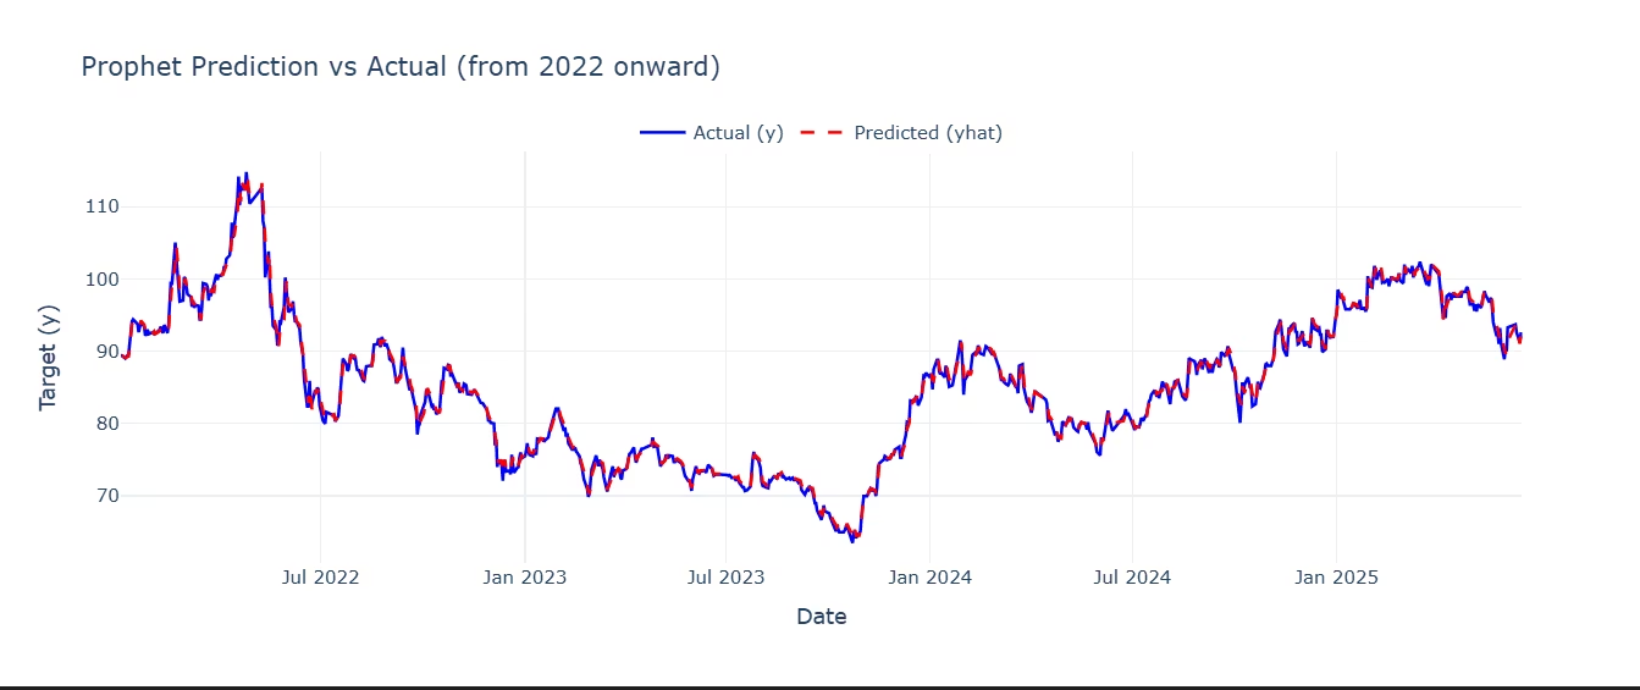 Prophet Prediction vs Actual (from 2022 onward)
Actual (y) Predicted (yhat)
Target (y)
110
100
90
80
70
Jul 2022 Jan 2023 Jul 2023 Jan 2024 Jul 2024 Jan 2025
Date